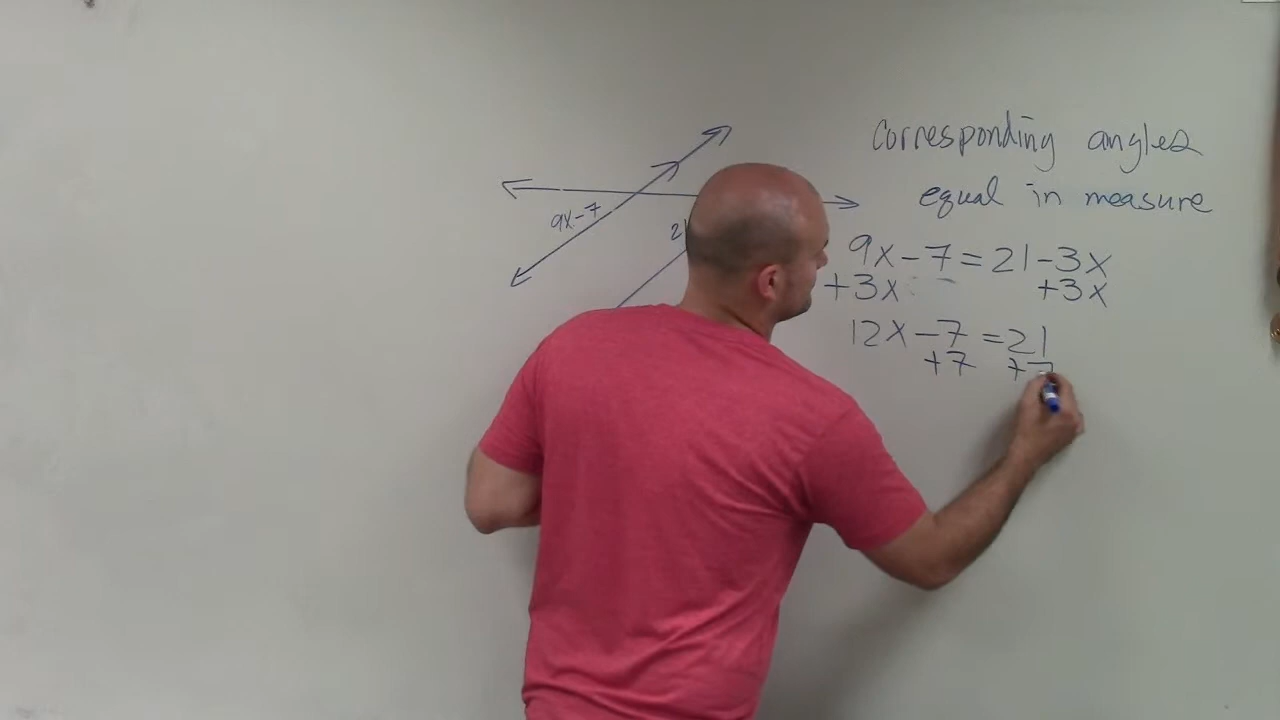 corresponding angles
equal in measure
9x-7
9x-7=21-3x
+3x +3x
12x-7=21
+7 +7